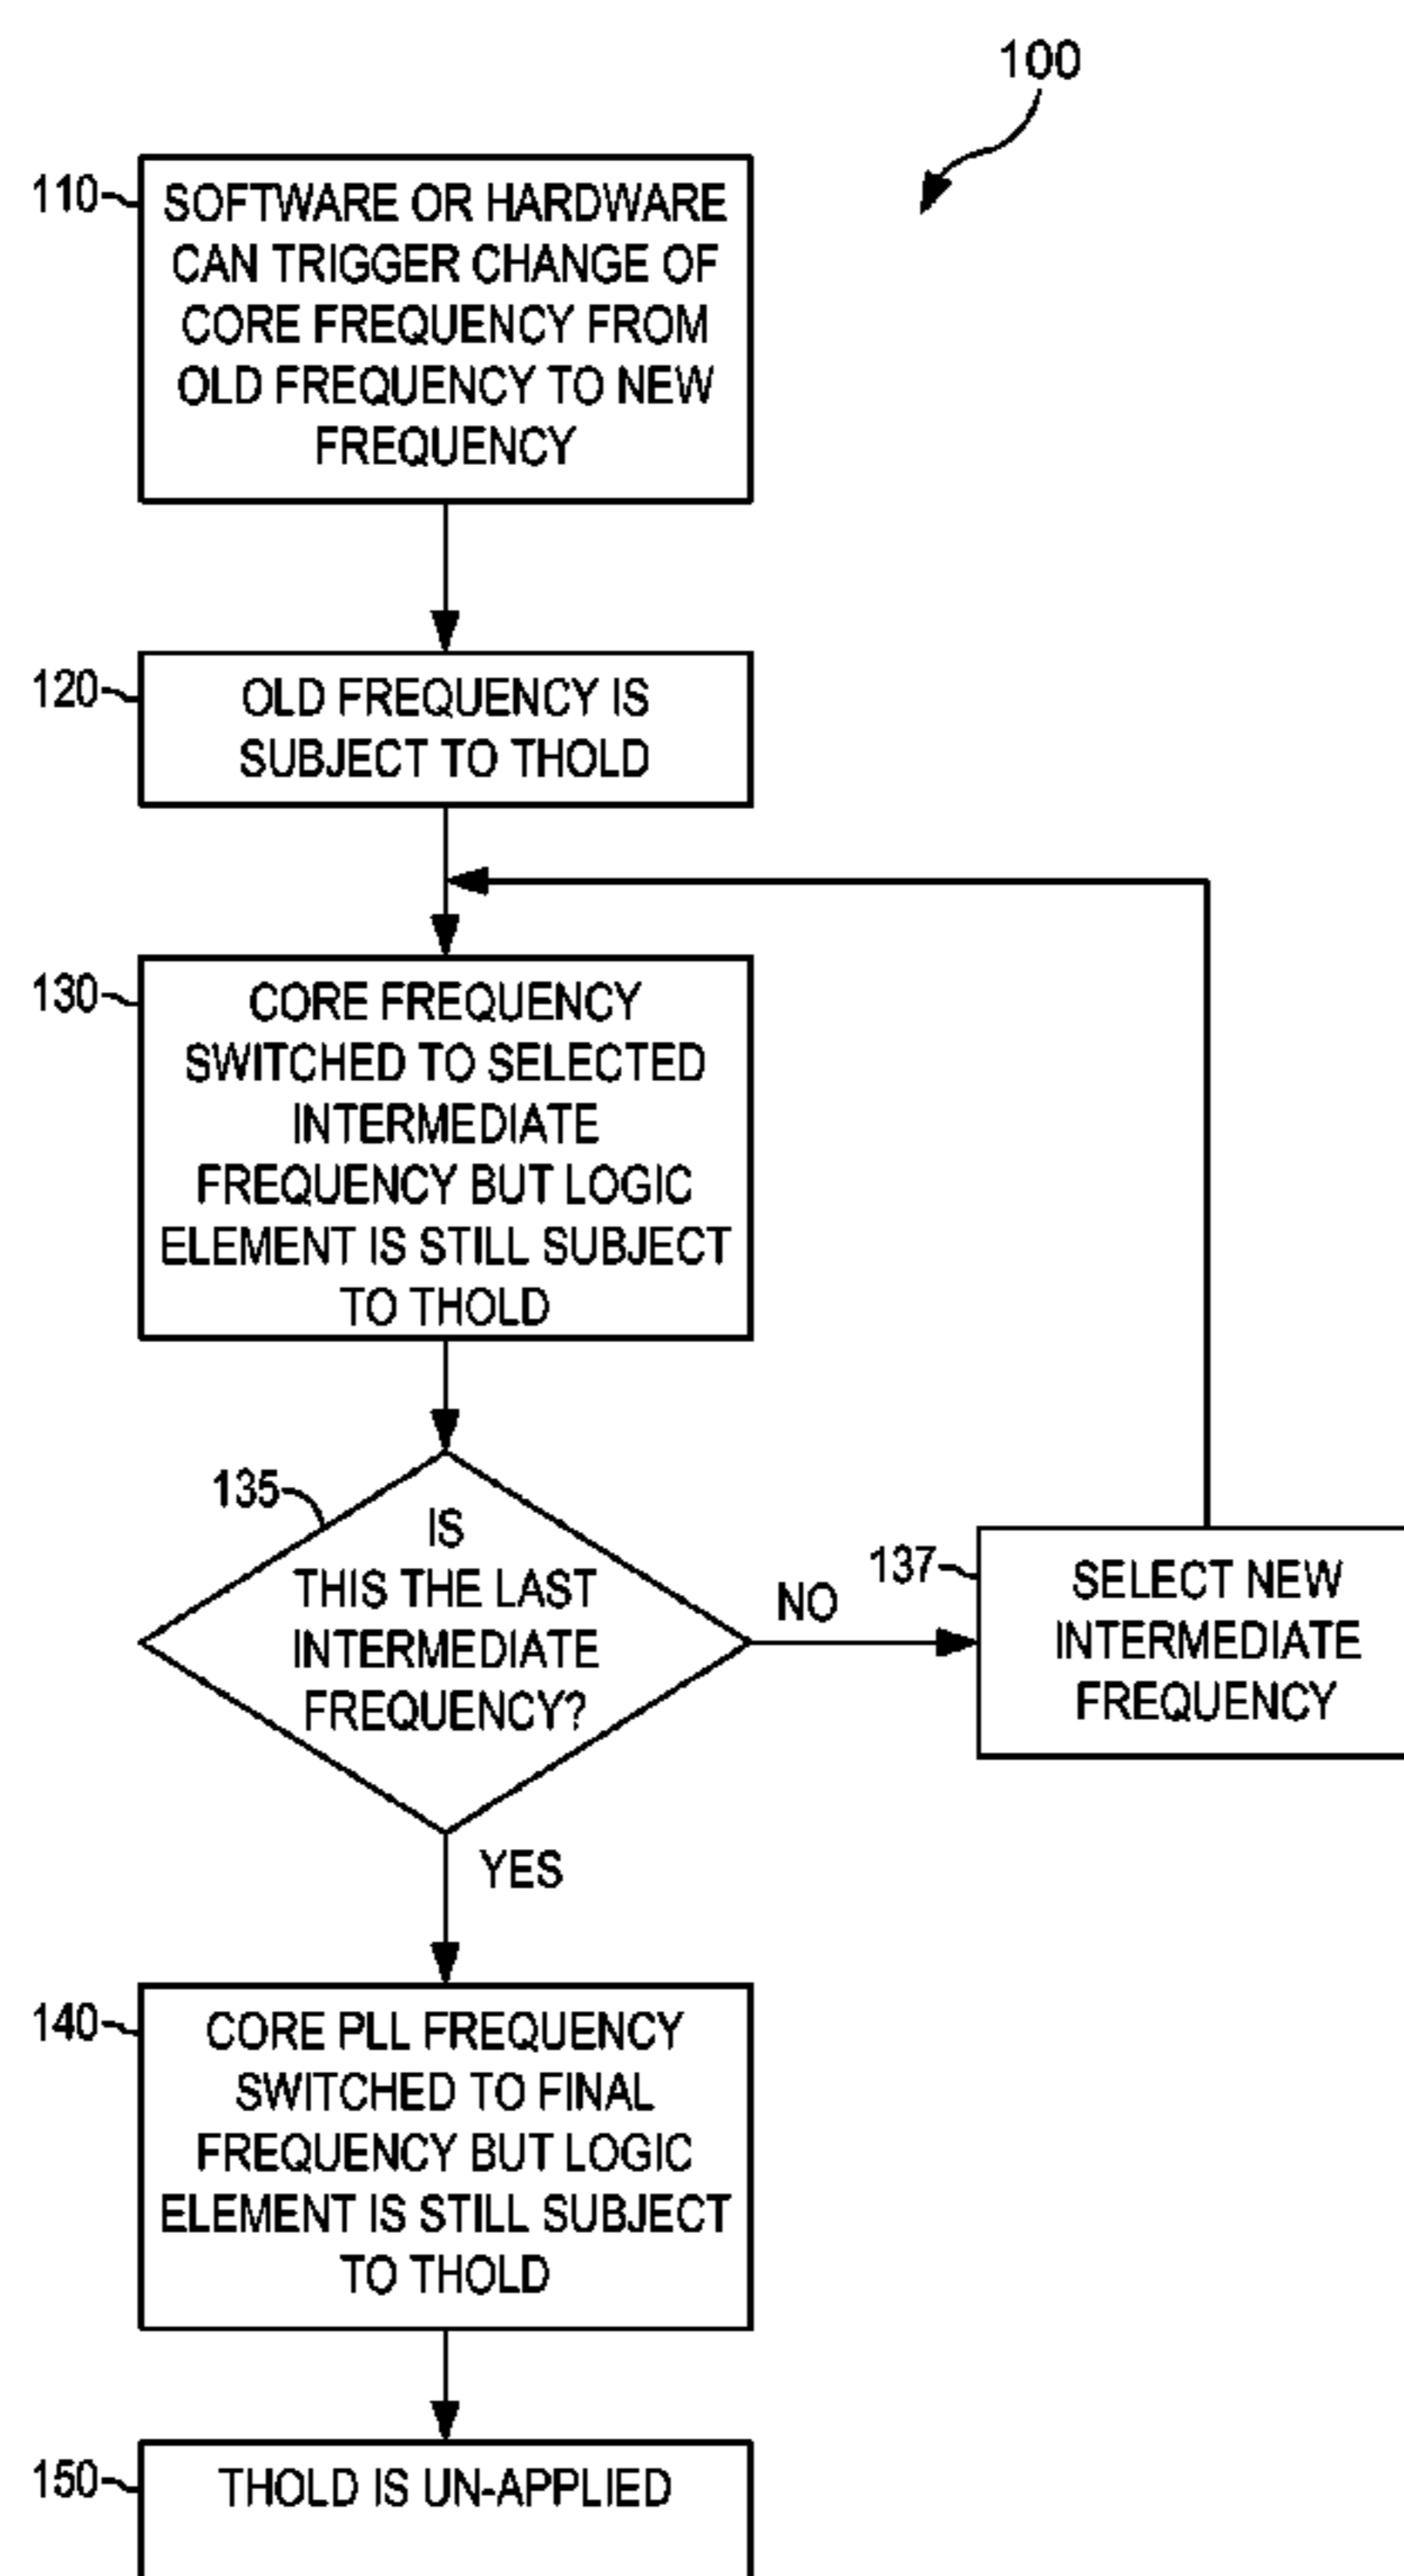 100
110
SOFTWARE OR HARDWARE
CAN TRIGGER CHANGE OF
CORE FREQUENCY FROM
OLD FREQUENCY TO NEW
FREQUENCY
120
OLD FREQUENCY IS
SUBJECT TO THOLD
130
CORE FREQUENCY
SWITCHED TO SELECTED
INTERMEDIATE
FREQUENCY BUT LOGIC
ELEMENT IS STILL SUBJECT
TO THOLD
135
IS
THIS THE LAST
INTERMEDIATE
FREQUENCY?
NO
137
SELECT NEW
INTERMEDIATE
FREQUENCY
YES
140
CORE PLL FREQUENCY
SWITCHED TO FINAL
FREQUENCY BUT LOGIC
ELEMENT IS STILL SUBJECT
TO THOLD
150
THOLD IS UN-APPLIED